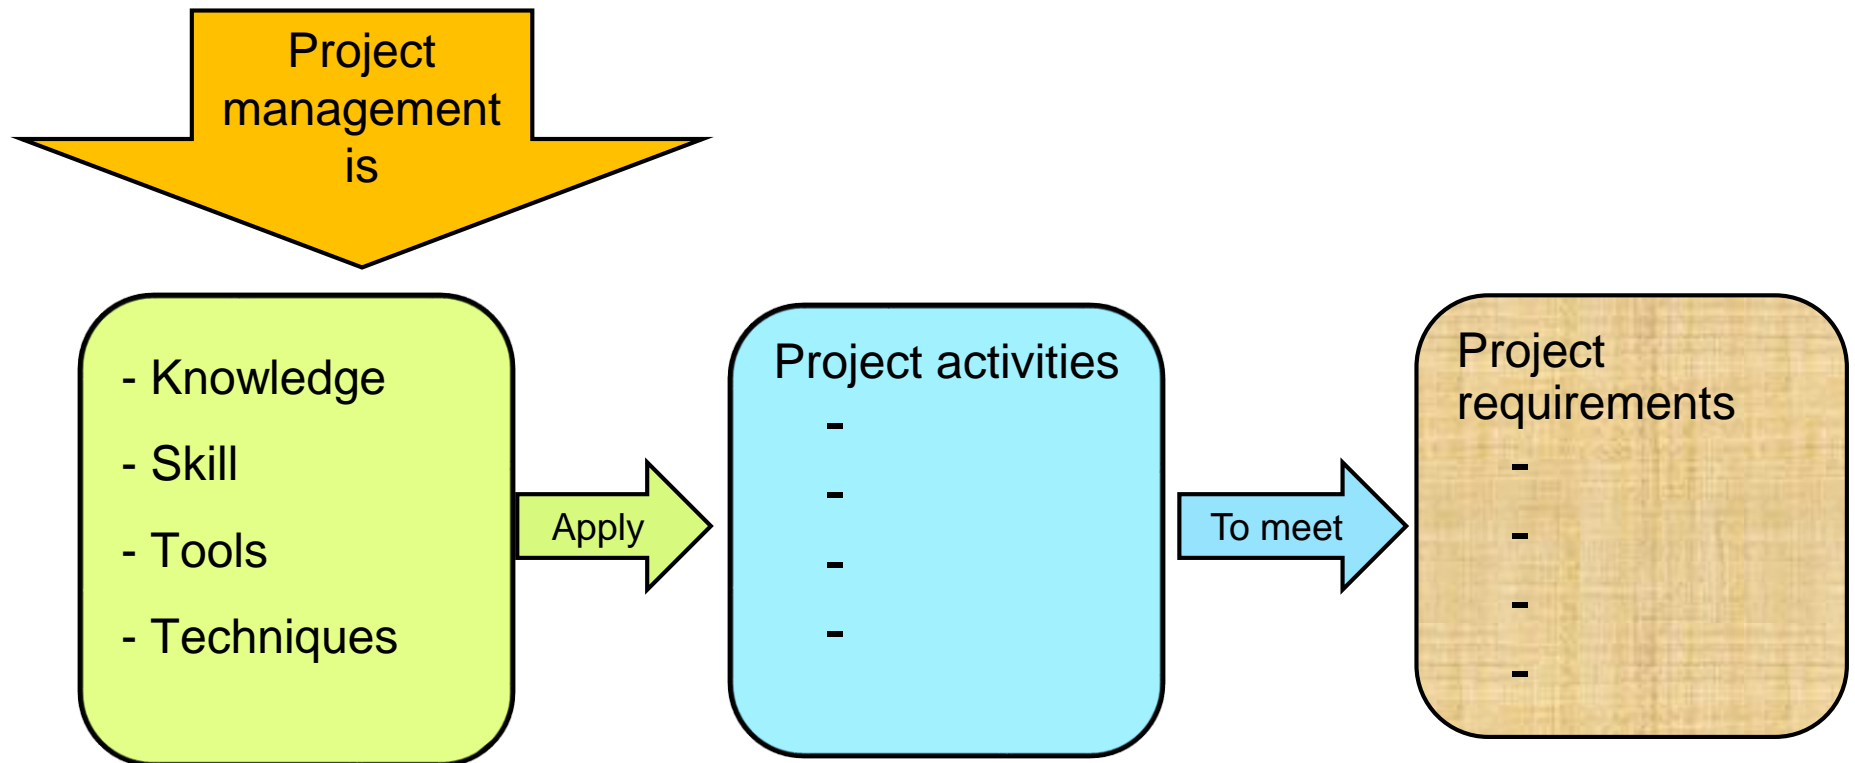 Project
management
is
- Knowledge
- Skill
- Tools
- Techniques
Apply
Project activities
-
-
-
-
To meet
Project
requirements
-
-
-
-